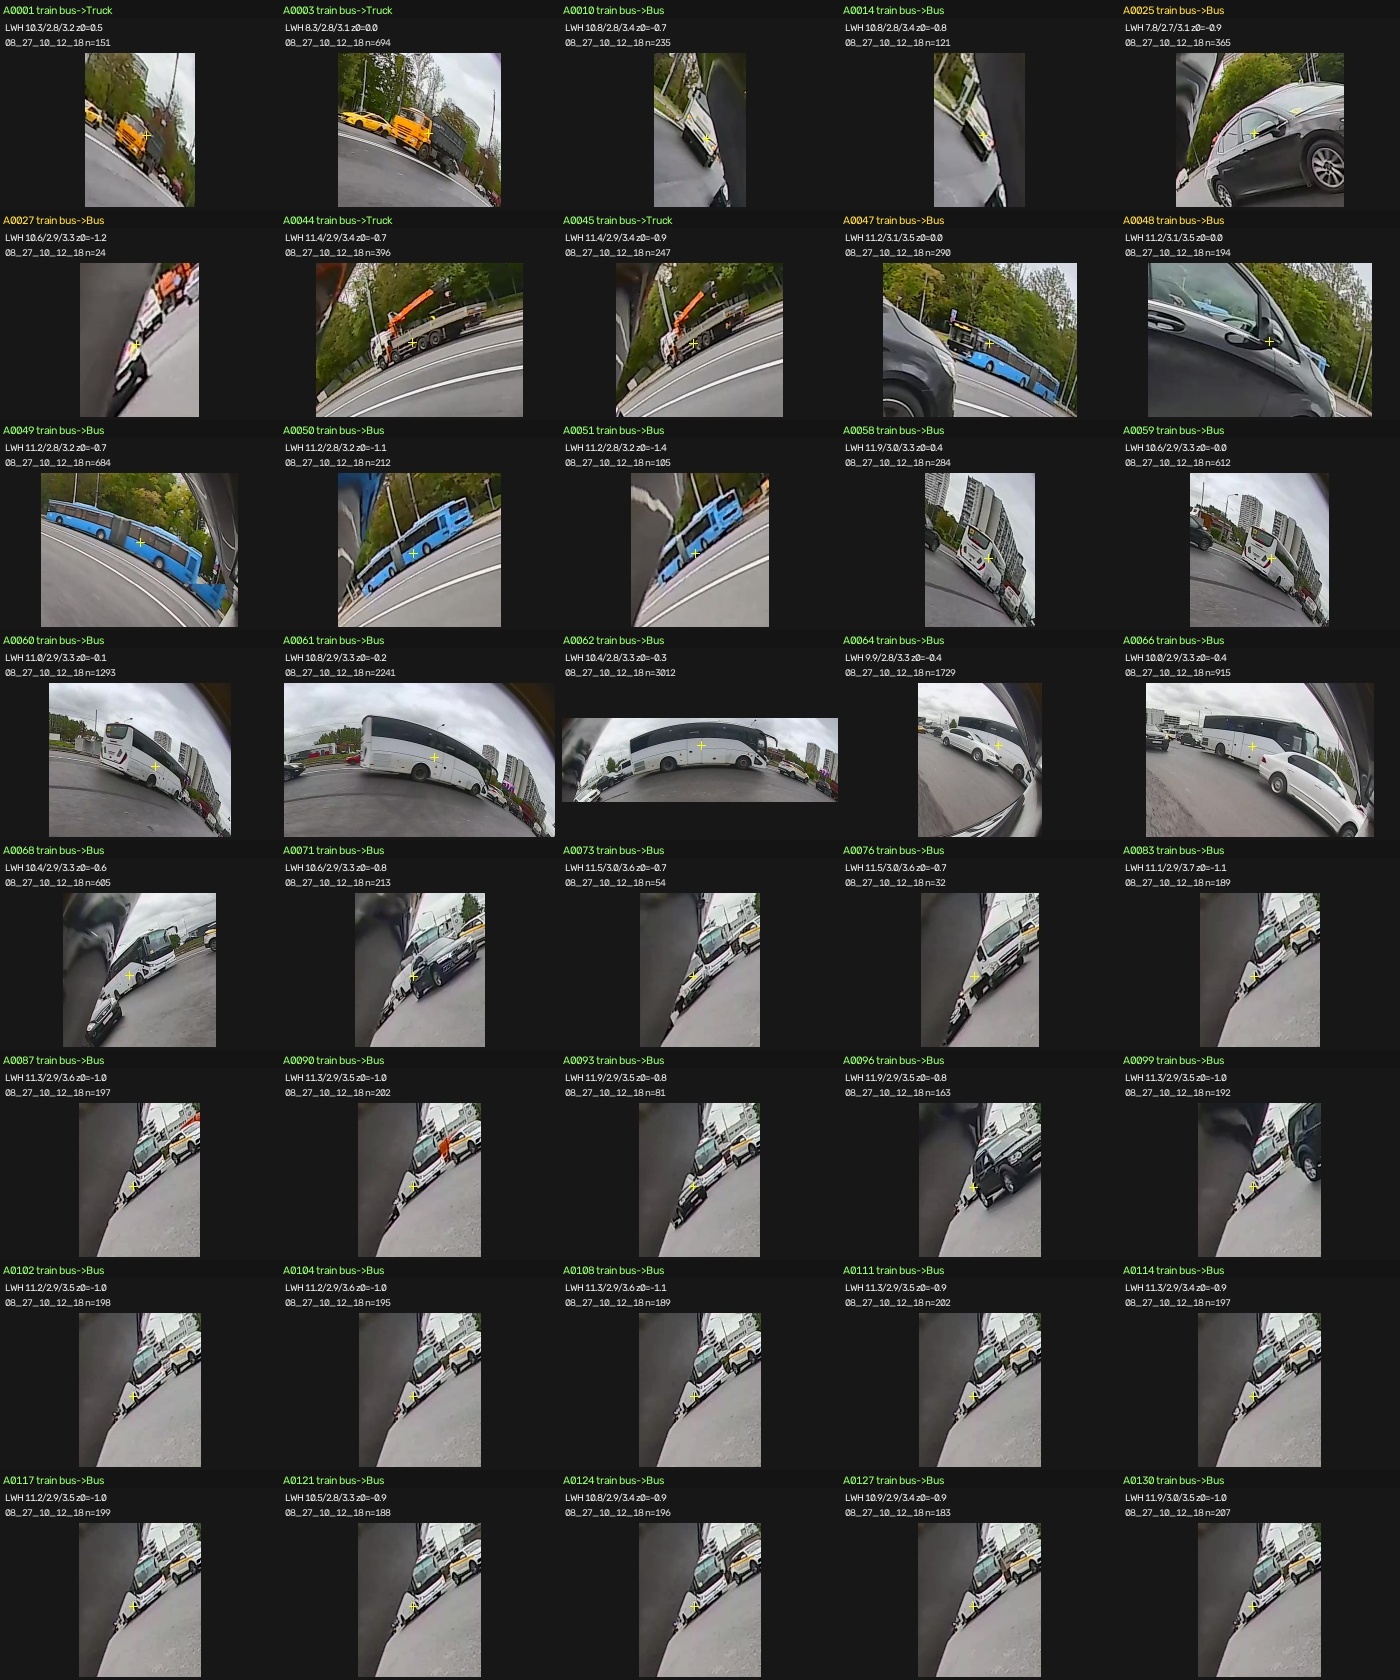 A0001 train bus->Truck
LWH 10.3/2.8/3.2 z0=0.5
08_27_10_12_18 n=151
A0003 train bus->Truck
LWH 8.3/2.8/3.1 z0=0.0
08_27_10_12_18 n=694
A0010 train bus->Bus
LWH 10.8/2.8/3.4 z0=-0.7
08_27_10_12_18 n=235
A0014 train bus->Bus
LWH 10.8/2.8/3.4 z0=-0.8
08_27_10_12_18 n=121
A0025 train bus->Bus
LWH 7.8/2.7/3.1 z0=-0.9
08_27_10_12_18 n=365
A0027 train bus->Bus
LWH 10.6/2.9/3.3 z0=-1.2
08_27_10_12_18 n=24
A0044 train bus->Truck
LWH 11.4/2.9/3.4 z0=-0.7
08_27_10_12_18 n=396
A0045 train bus->Truck
LWH 11.4/2.9/3.4 z0=-0.9
08_27_10_12_18 n=247
A0047 train bus->Bus
LWH 11.2/3.1/3.5 z0=0.0
08_27_10_12_18 n=290
A0048 train bus->Bus
LWH 11.2/3.1/3.5 z0=0.0
08_27_10_12_18 n=194
A0049 train bus->Bus
LWH 11.2/2.8/3.2 z0=-0.7
08_27_10_12_18 n=684
A0050 train bus->Bus
LWH 11.2/2.8/3.2 z0=-1.1
08_27_10_12_18 n=212
A0051 train bus->Bus
LWH 11.2/2.8/3.2 z0=-1.4
08_27_10_12_18 n=105
A0058 train bus->Bus
LWH 11.9/3.0/3.3 z0=0.4
08_27_10_12_18 n=284
A0059 train bus->Bus
LWH 10.6/2.9/3.3 z0=-0.0
08_27_10_12_18 n=612
A0060 train bus->Bus
LWH 11.0/2.9/3.3 z0=-0.1
08_27_10_12_18 n=1293
A0061 train bus->Bus
LWH 10.8/2.9/3.3 z0=-0.2
08_27_10_12_18 n=2241
A0062 train bus->Bus
LWH 10.4/2.8/3.3 z0=-0.3
08_27_10_12_18 n=3012
A0064 train bus->Bus
LWH 9.9/2.8/3.3 z0=-0.4
08_27_10_12_18 n=1729
A0066 train bus->Bus
LWH 10.0/2.9/3.3 z0=-0.4
08_27_10_12_18 n=915
A0068 train bus->Bus
LWH 10.4/2.9/3.3 z0=-0.6
08_27_10_12_18 n=605
A0071 train bus->Bus
LWH 10.6/2.9/3.3 z0=-0.8
08_27_10_12_18 n=213
A0073 train bus->Bus
LWH 11.5/3.0/3.6 z0=-0.7
08_27_10_12_18 n=54
A0076 train bus->Bus
LWH 11.5/3.0/3.6 z0=-0.7
08_27_10_12_18 n=32
A0083 train bus->Bus
LWH 11.1/2.9/3.7 z0=-1.1
08_27_10_12_18 n=189
A0087 train bus->Bus
LWH 11.3/2.9/3.6 z0=-1.0
08_27_10_12_18 n=197
A0090 train bus->Bus
LWH 11.3/2.9/3.5 z0=-1.0
08_27_10_12_18 n=202
A0093 train bus->Bus
LWH 11.9/2.9/3.5 z0=-0.8
08_27_10_12_18 n=81
A0096 train bus->Bus
LWH 11.9/2.9/3.5 z0=-0.8
08_27_10_12_18 n=163
A0099 train bus->Bus
LWH 11.3/2.9/3.5 z0=-1.0
08_27_10_12_18 n=192
A0102 train bus->Bus
LWH 11.2/2.9/3.5 z0=-1.0
08_27_10_12_18 n=198
A0104 train bus->Bus
LWH 11.2/2.9/3.6 z0=-1.0
08_27_10_12_18 n=195
A0108 train bus->Bus
LWH 11.3/2.9/3.6 z0=-1.1
08_27_10_12_18 n=189
A0111 train bus->Bus
LWH 11.3/2.9/3.5 z0=-0.9
08_27_10_12_18 n=202
A0114 train bus->Bus
LWH 11.3/2.9/3.4 z0=-0.9
08_27_10_12_18 n=197
A0117 train bus->Bus
LWH 11.2/2.9/3.5 z0=-1.0
08_27_10_12_18 n=199
A0121 train bus->Bus
LWH 10.5/2.8/3.3 z0=-0.9
08_27_10_12_18 n=188
A0124 train bus->Bus
LWH 10.8/2.9/3.4 z0=-0.9
08_27_10_12_18 n=196
A0127 train bus->Bus
LWH 10.9/2.9/3.4 z0=-0.9
08_27_10_12_18 n=183
A0130 train bus->Bus
LWH 11.9/3.0/3.5 z0=-1.0
08_27_10_12_18 n=207